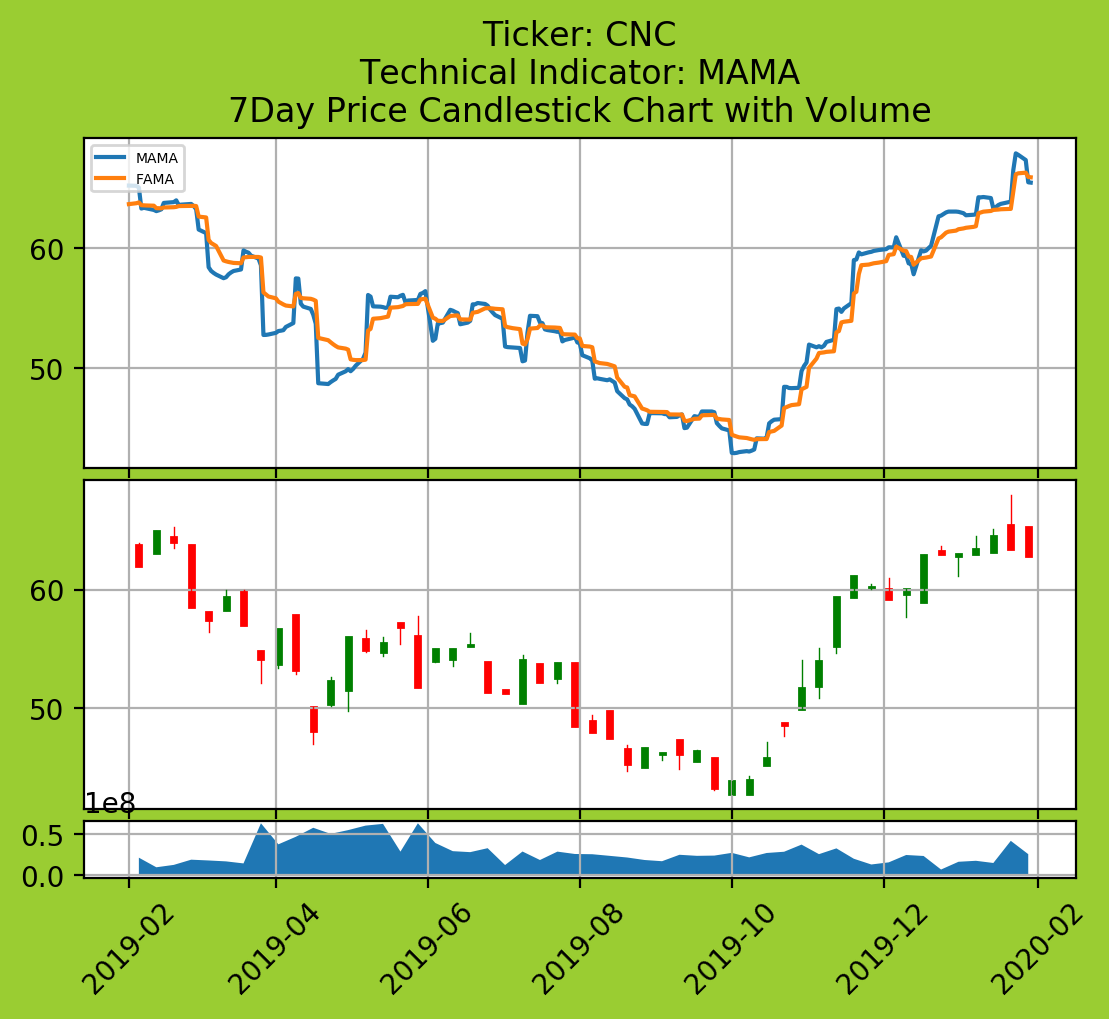 Ticker: CNC
Technical Indicator: MAMA
7Day Price Candlestick Chart with Volume
MAMA
FAMA
60
50
60
50
1e8
0.5
0.0
2019-02
2019-04
2019-06
2019-08
2019-10
2019-12
2020-02